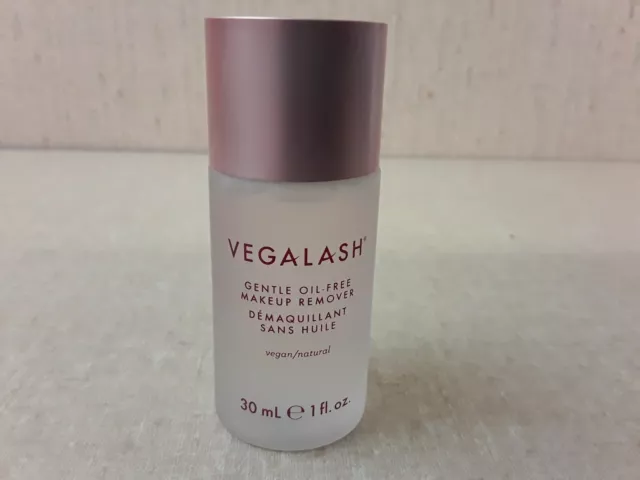 VEGALASH®
GENTLE OIL-FREE
MAKEUP REMOVER
DÉMAQUILLANT
SANS HUILE
vegan/natural
30 mL ℮ 1 fl. oz.